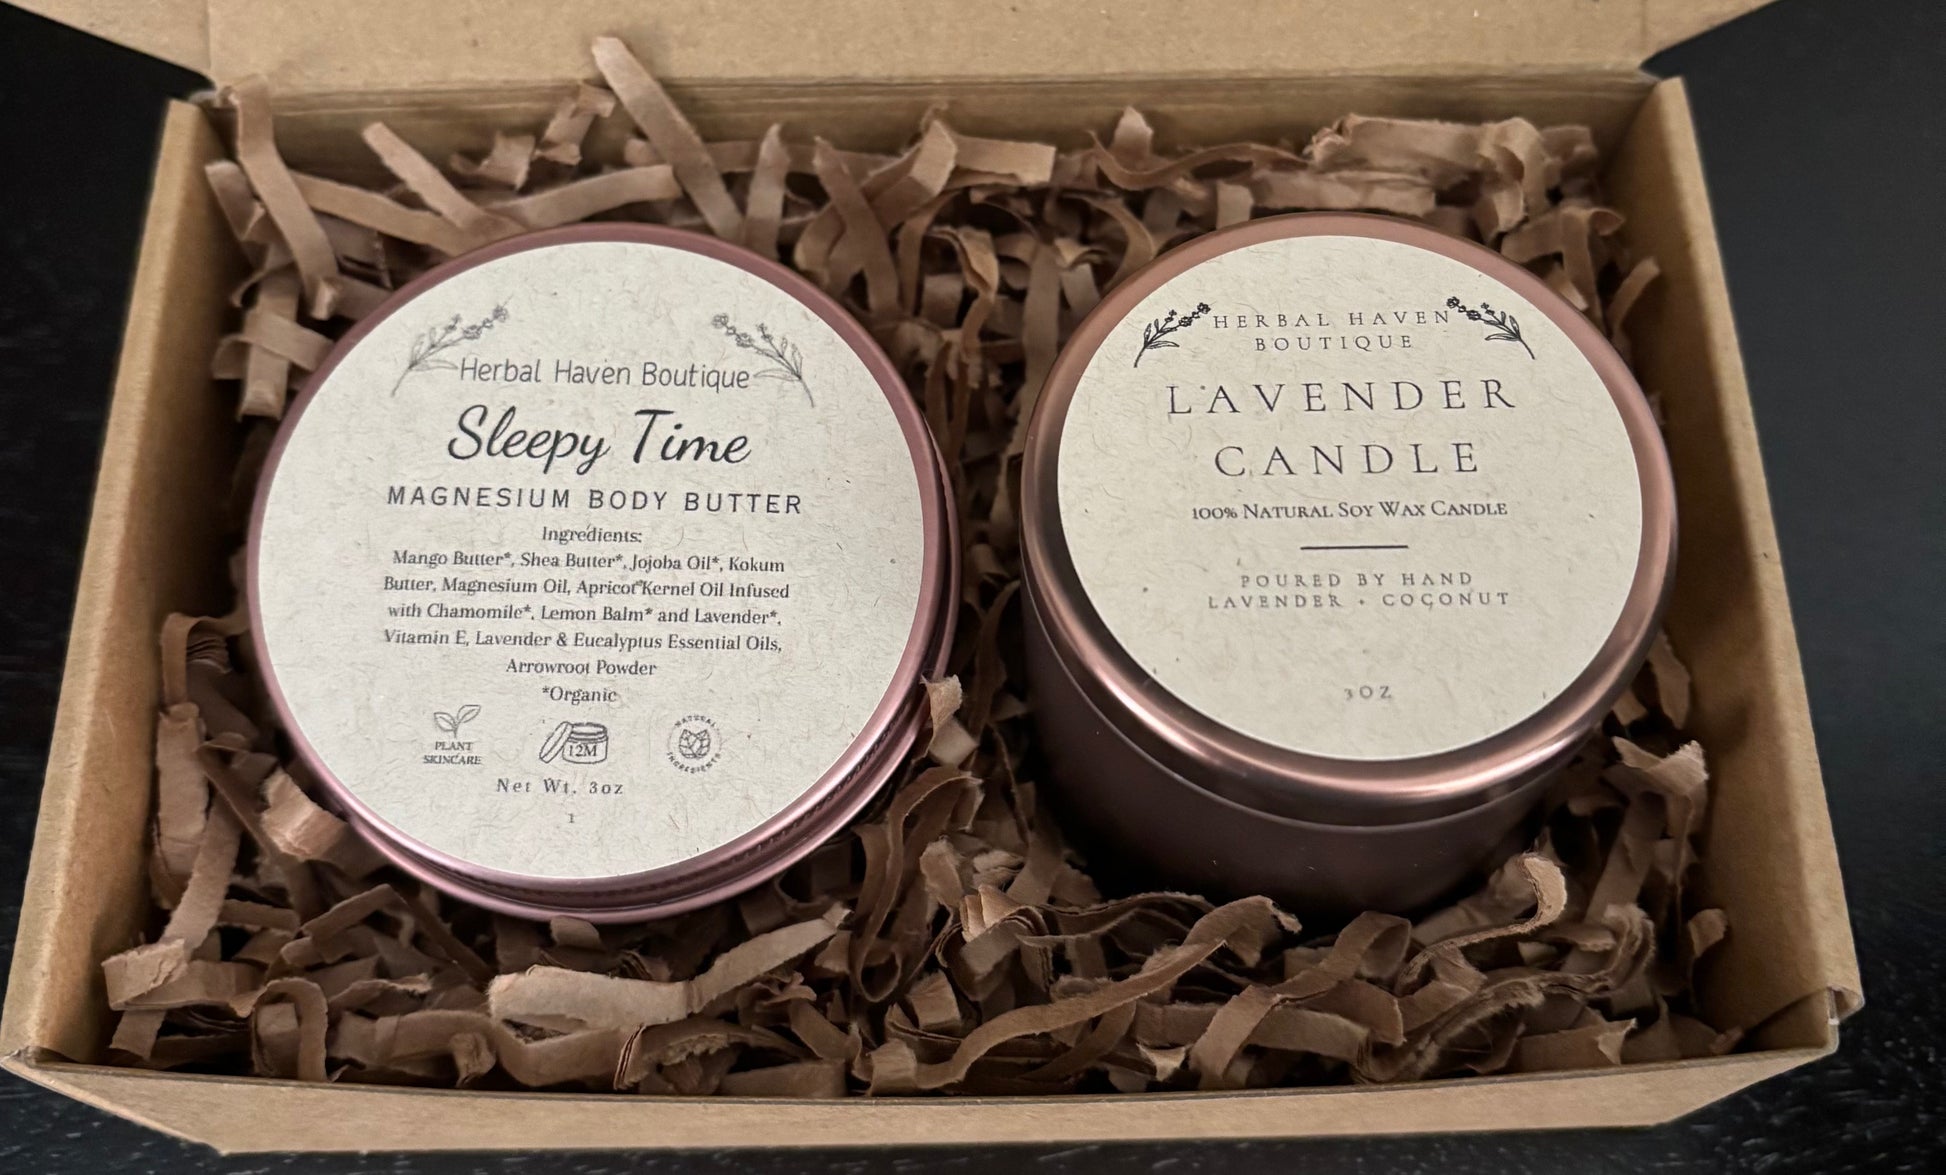 Herbal Haven Boutique
Sleepy Time
MAGNESIUM BODY BUTTER
Ingredients:
Mango Butter*, Shea Butter*, Jojoba Oil*, Kokum
Butter, Magnesium Oil, Apricot*Kernel Oil Infused
with Chamomile*, Lemon Balm* and Lavender*,
Vitamin E, Lavender & Eucalyptus Essential Oils,
Arrowroot Powder
*Organic
PLANT
SKINCARE
12M
NATURAL
INGREDIENTS
Net Wt. 3oz
1
HERBAL HAVEN
BOUTIQUE
LAVENDER
CANDLE
100% NATURAL SOY WAX CANDLE
POURED BY HAND
LAVENDER + COCONUT
3OZ